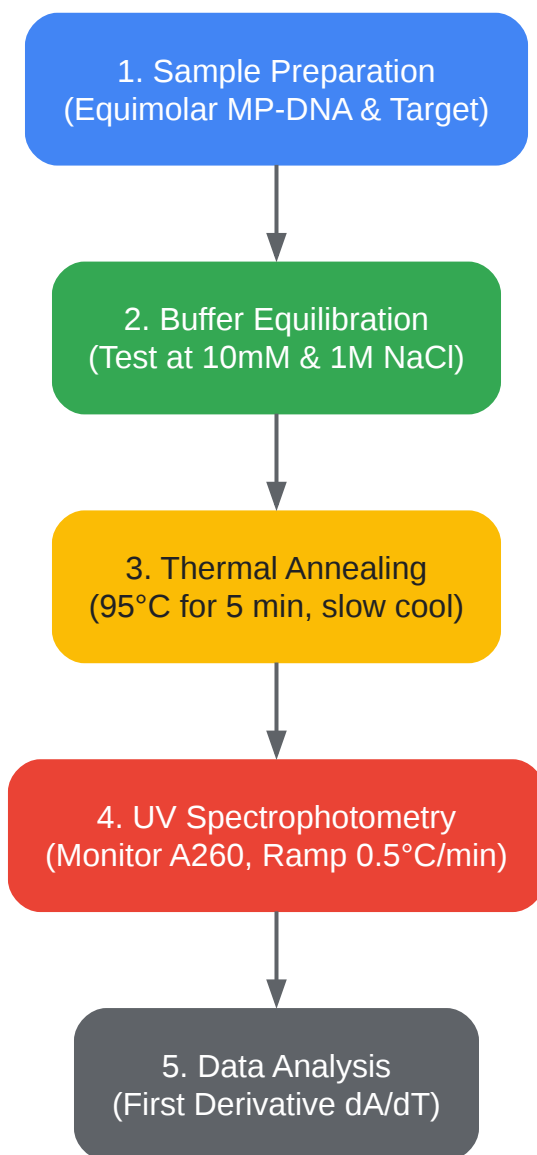 1. Sample Preparation
(Equimolar MP-DNA & Target)
2. Buffer Equilibration
(Test at 10mM & 1M NaCl)
3. Thermal Annealing
(95°C for 5 min, slow cool)
4. UV Spectrophotometry
(Monitor A260, Ramp 0.5°C/min)
5. Data Analysis
(First Derivative dA/dT)